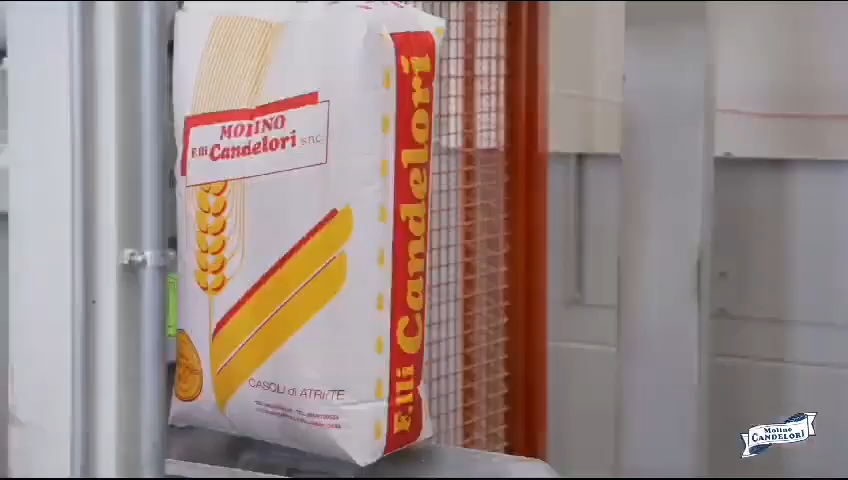 MOLINO
F.lli Candelori s.n.c.
F.lli Candelori
CASOLI di ATRI/TE
Molino
CANDELORI